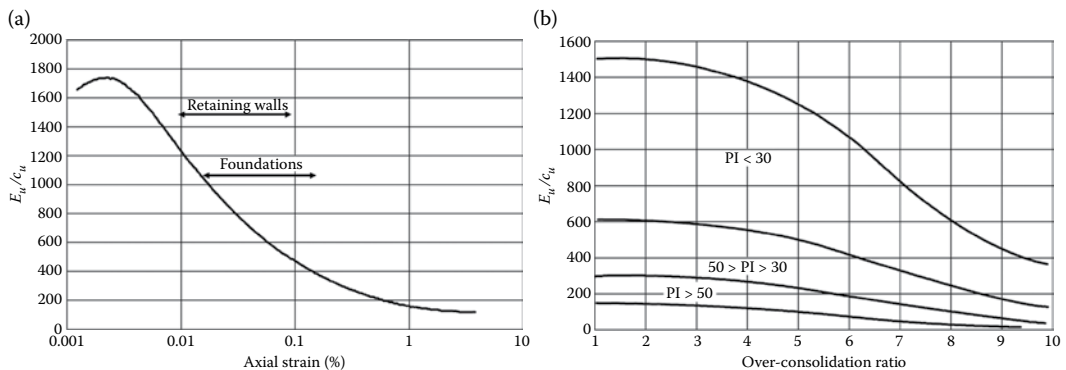 (a)
2000
1800
1600
1400
1200
1000
800
600
400
200
0
E_u/c_u
Retaining walls
Foundations
0.001 0.01 0.1 1 10
Axial strain (%)
(b)
1600
1400
1200
1000
800
600
400
200
0
E_u/c_u
PI < 30
50 > PI > 30
PI > 50
1 2 3 4 5 6 7 8 9 10
Over-consolidation ratio